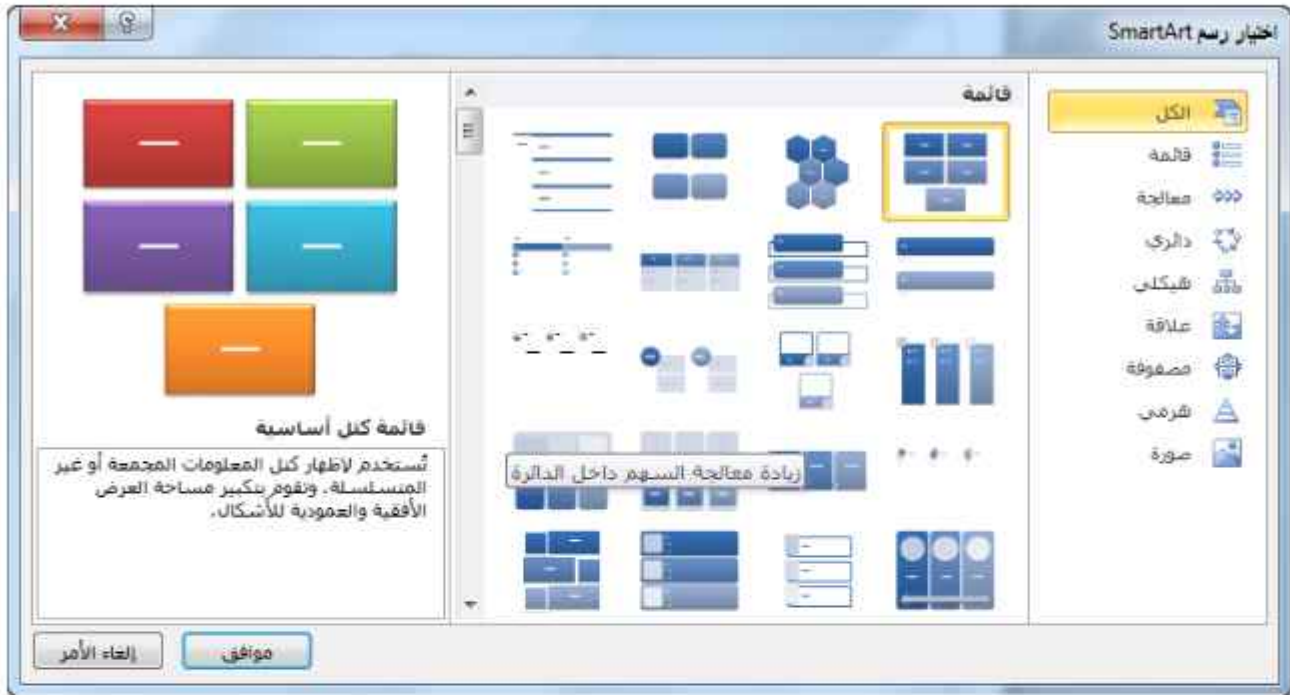 اختيار رسم SmartArt
الكل
قائمة
معالجة
دائري
هيكلي
علاقة
مصفوفة
هرمي
صورة
قائمة
زيادة معالجة السهم داخل الدائرة
قائمة كتل أساسية
تُستخدم لاظهار كتل المعلومات المجمعة أو غير
المتسلسلة. وتقوم بتكبير مساحة العرض
الأفقية والعمودية للأشكال.
موافق
إلغاء الأمر